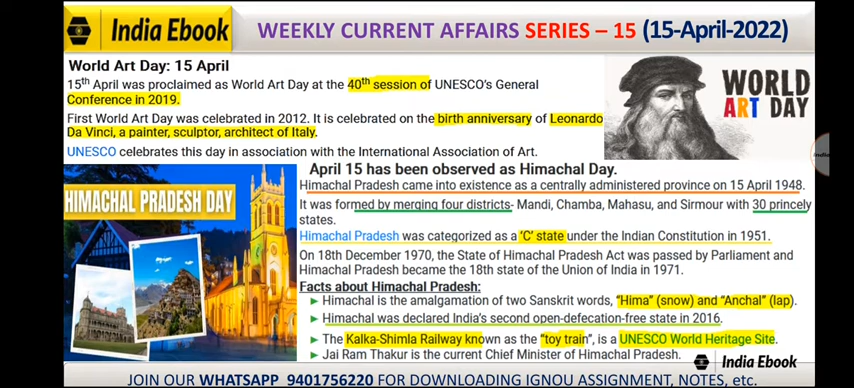 India Ebook
WEEKLY CURRENT AFFAIRS SERIES – 15 (15-April-2022)
World Art Day: 15 April
15th April was proclaimed as World Art Day at the 40th session of UNESCO's General
Conference in 2019.
First World Art Day was celebrated in 2012. It is celebrated on the birth anniversary of Leonardo
Da Vinci, a painter, sculptor, architect of Italy.
UNESCO celebrates this day in association with the International Association of Art.
WORLD
ART DAY
India
HIMACHAL PRADESH DAY
April 15 has been observed as Himachal Day.
Himachal Pradesh came into existence as a centrally administered province on 15 April 1948.
It was formed by merging four districts- Mandi, Chamba, Mahasu, and Sirmour with 30 princely
states.
Himachal Pradesh was categorized as a 'C' state under the Indian Constitution in 1951.
On 18th December 1970, the State of Himachal Pradesh Act was passed by Parliament and
Himachal Pradesh became the 18th state of the Union of India in 1971.
Facts about Himachal Pradesh:
► Himachal is the amalgamation of two Sanskrit words, "Hima" (snow) and "Anchal" (lap).
► Himachal was declared India's second open-defecation-free state in 2016.
► The Kalka-Shimla Railway known as the "toy train", is a UNESCO World Heritage Site.
► Jai Ram Thakur is the current Chief Minister of Himachal Pradesh.
India Ebook
JOIN OUR WHATSAPP 9401756220 FOR DOWNLOADING IGNOU ASSIGNMENT, NOTES, etc.